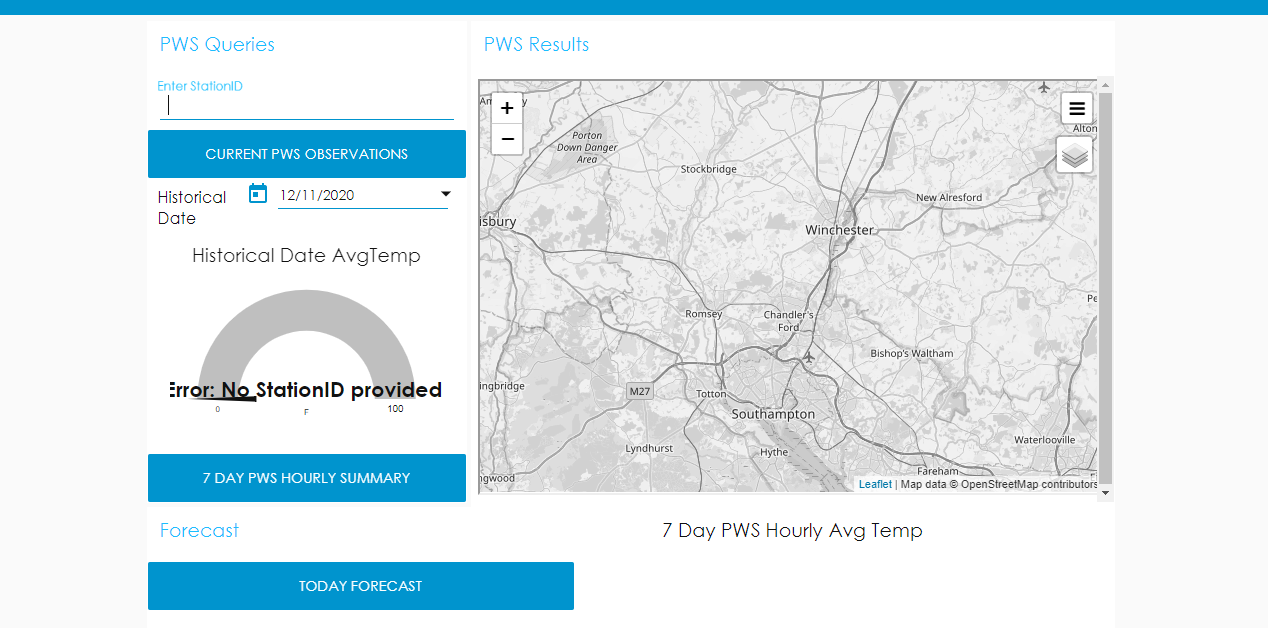 PWS Queries
Enter StationID
CURRENT PWS OBSERVATIONS
Historical
Date
12/11/2020
Historical Date AvgTemp
Error: No StationID provided
0
F
100
7 DAY PWS HOURLY SUMMARY
PWS Results
+
−
Porton
Down Danger
Area
Alton
Stockbridge
New Alresford
isbury
Winchester
Pe
Romsey
Chandler's
Ford
Bishop's Waltham
ingbridge
M27
Totton
Southampton
Waterlooville
Lyndhurst
Hythe
Fareham
ngwood
Leaflet | Map data © OpenStreetMap contributors
Forecast
7 Day PWS Hourly Avg Temp
TODAY FORECAST